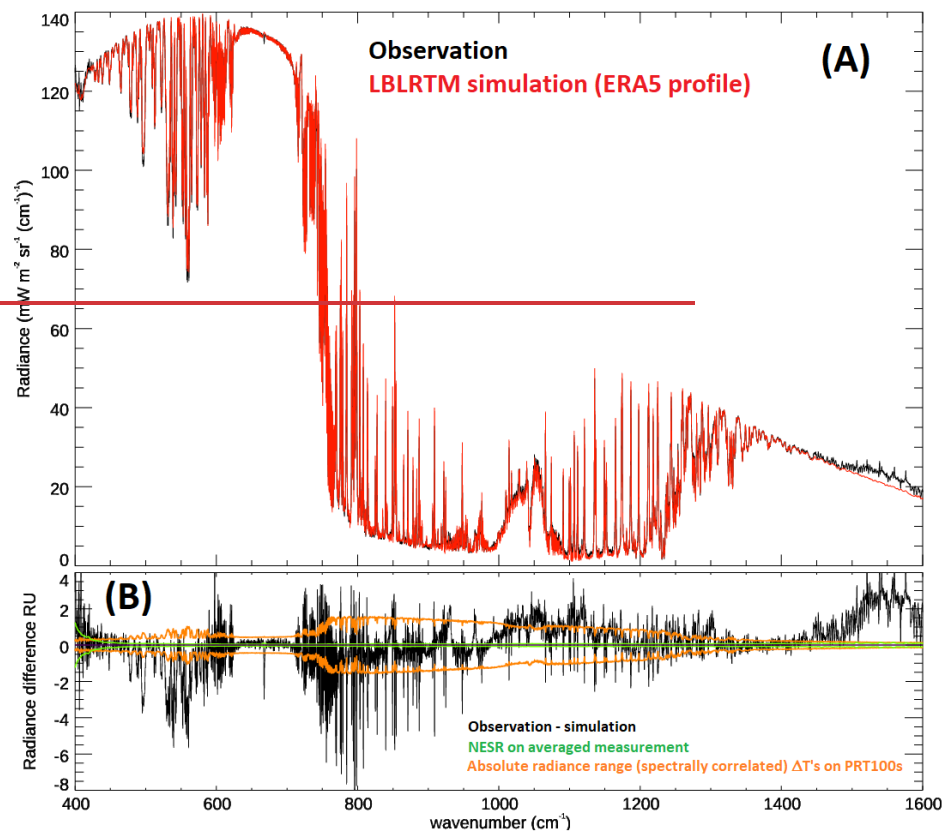 Observation
LBLRTM simulation (ERA5 profile)
(A)
Radiance (mW m⁻² sr⁻¹ (cm⁻¹)⁻¹)
140
120
100
80
60
40
20
0
(B)
Radiance difference RU
4
2
0
-2
-4
-6
-8
Observation - simulation
NESR on averaged measurement
Absolute radiance range (spectrally correlated) ΔT's on PRT100s
400 600 800 1000 1200 1400 1600
wavenumber (cm⁻¹)